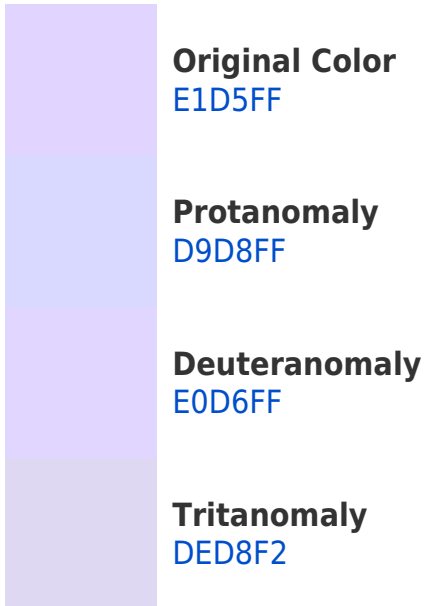 Original Color
E1D5FF
Protanomaly
D9D8FF
Deuteranomaly
E0D6FF
Tritanomaly
DED8F2